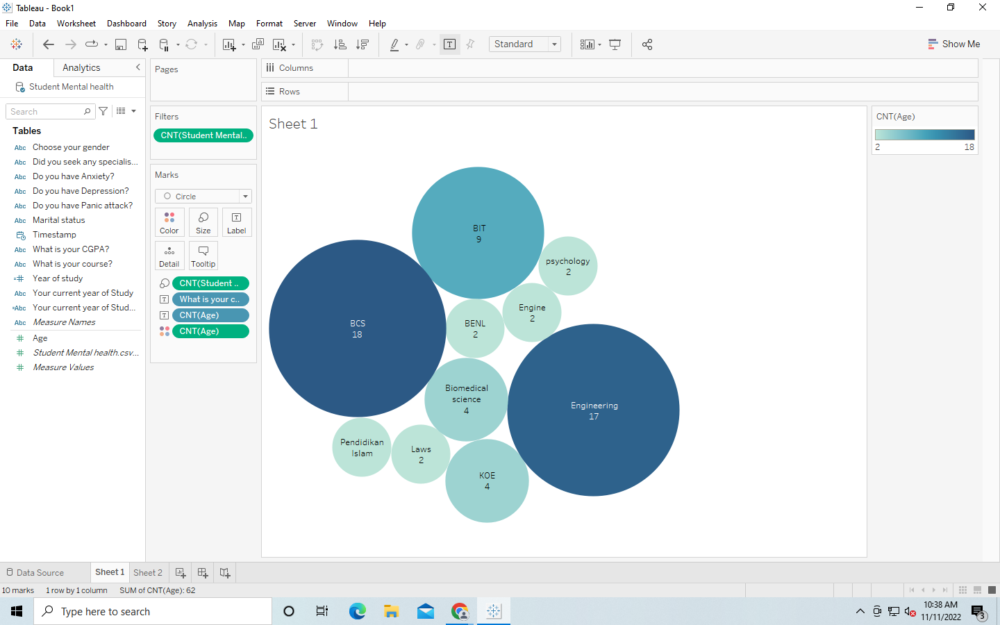 Tableau - Book1
File Data Worksheet Dashboard Story Analysis Map Format Server Window Help
Standard
Show Me
Data Analytics
Student Mental health
Search
Tables
Abc Choose your gender
Abc Did you seek any specialis...
Abc Do you have Anxiety?
Abc Do you have Depression?
Abc Do you have Panic attack?
Abc Marital status
Timestamp
Abc What is your CGPA?
Abc What is your course?
=# Year of study
Abc Your current year of Study
=Abc Your current year of Stud...
Abc Measure Names
# Age
# Student Mental health.csv...
# Measure Values
Pages
Filters
CNT(Student Mental..
Marks
Circle
Color Size Label
Detail Tooltip
CNT(Student ..
What is your c..
CNT(Age)
CNT(Age)
Columns
Rows
Sheet 1
BIT
9
psychology
2
Engine
2
BCS
18
BENL
2
Biomedical
science
4
Engineering
17
Pendidikan
Islam
Laws
2
KOE
4
CNT(Age)
2 18
Data Source Sheet 1 Sheet 2
10 marks 1 row by 1 column SUM of CNT(Age): 62
Type here to search
10:38 AM
11/11/2022
3